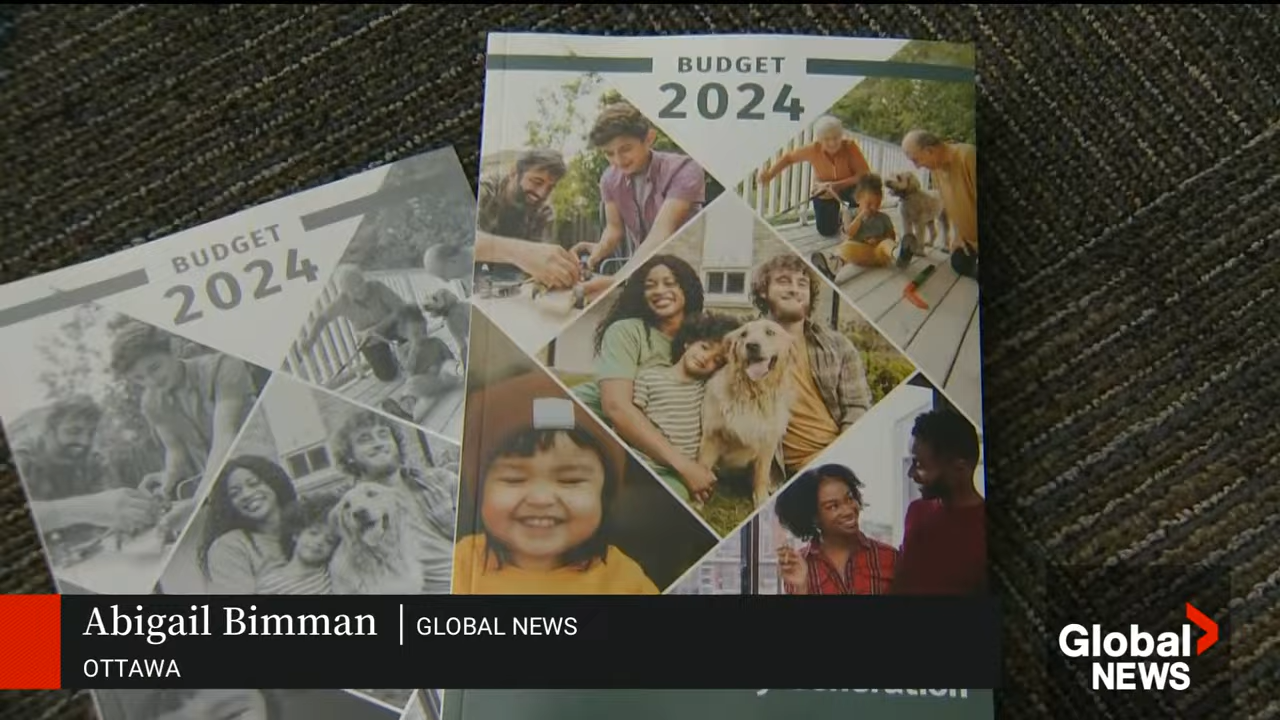 BUDGET
2024
BUDGET
2024
Abigail Bimman | GLOBAL NEWS
OTTAWA
Global
NEWS